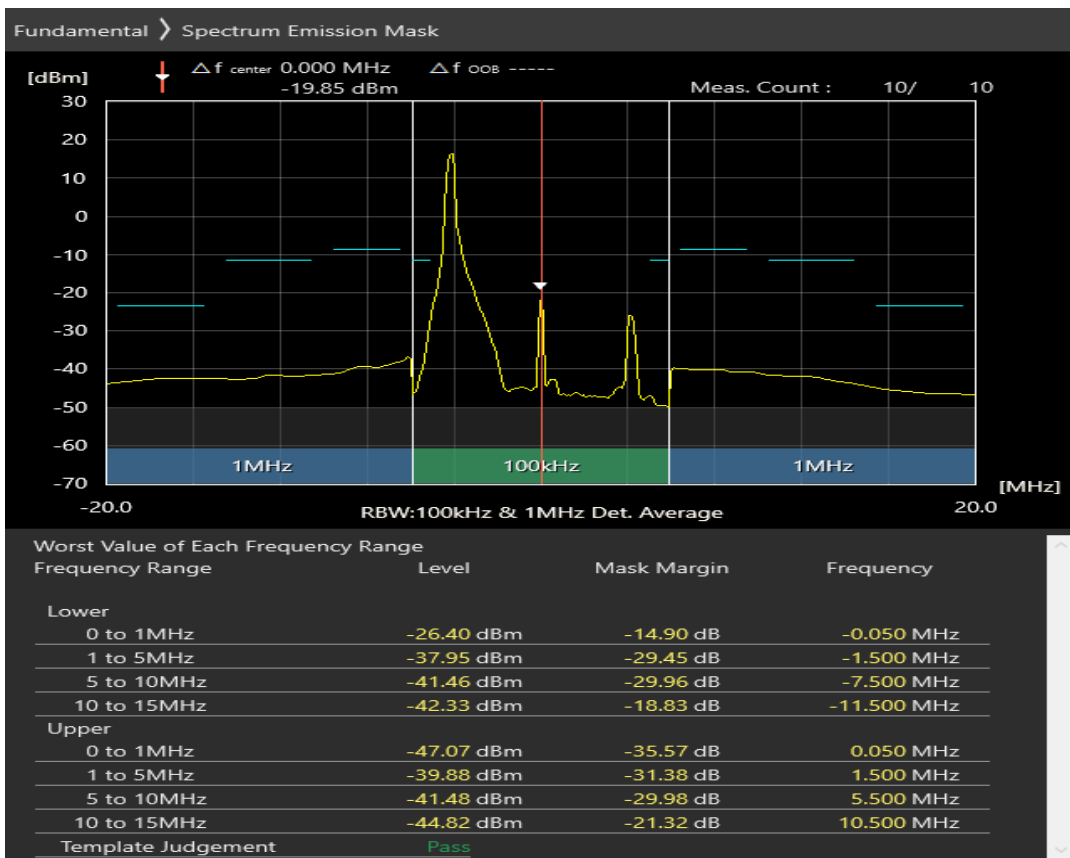 Fundamental ❭ Spectrum Emission Mask
[dBm] △f center 0.000 MHz △f OOB -----
-19.85 dBm Meas. Count : 10/ 10
30
20
10
0
-10
-20
-30
-40
-50
-60
-70
1MHz 100kHz 1MHz
[MHz]
-20.0 RBW:100kHz & 1MHz Det. Average 20.0
Worst Value of Each Frequency Range
Frequency Range Level Mask Margin Frequency
Lower
0 to 1MHz -26.40 dBm -14.90 dB -0.050 MHz
1 to 5MHz -37.95 dBm -29.45 dB -1.500 MHz
5 to 10MHz -41.46 dBm -29.96 dB -7.500 MHz
10 to 15MHz -42.33 dBm -18.83 dB -11.500 MHz
Upper
0 to 1MHz -47.07 dBm -35.57 dB 0.050 MHz
1 to 5MHz -39.88 dBm -31.38 dB 1.500 MHz
5 to 10MHz -41.48 dBm -29.98 dB 5.500 MHz
10 to 15MHz -44.82 dBm -21.32 dB 10.500 MHz
Template Judgement Pass